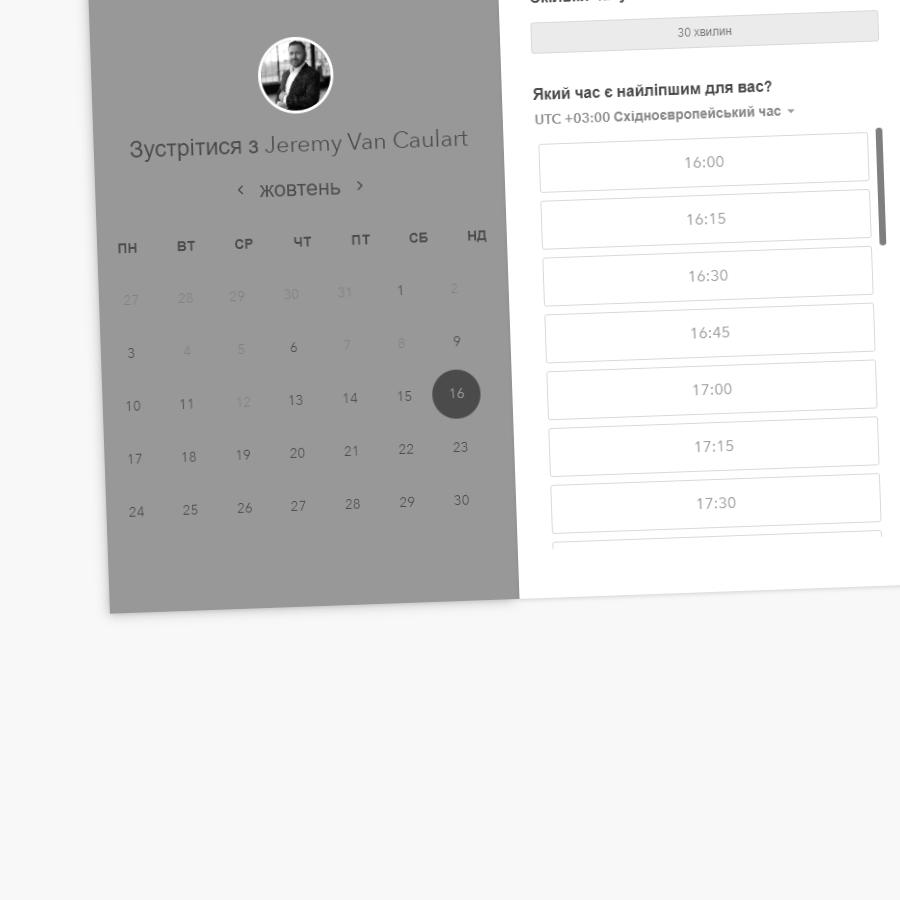 Зустрітися з Jeremy Van Caulart
‹ жовтень ›
ПН ВТ СР ЧТ ПТ СБ НД
27 28 29 30 31 1 2
3 4 5 6 7 8 9
10 11 12 13 14 15 16
17 18 19 20 21 22 23
24 25 26 27 28 29 30
30 хвилин
Який час є найліпшим для вас?
UTC +03:00 Східноєвропейський час
16:00
16:15
16:30
16:45
17:00
17:15
17:30